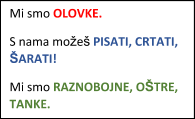 Mi smo OLOVKE.
S nama možeš PISATI, CRTATI,
ŠARATI!
Mi smo RAZNOBOJNE, OŠTRE,
TANKE.